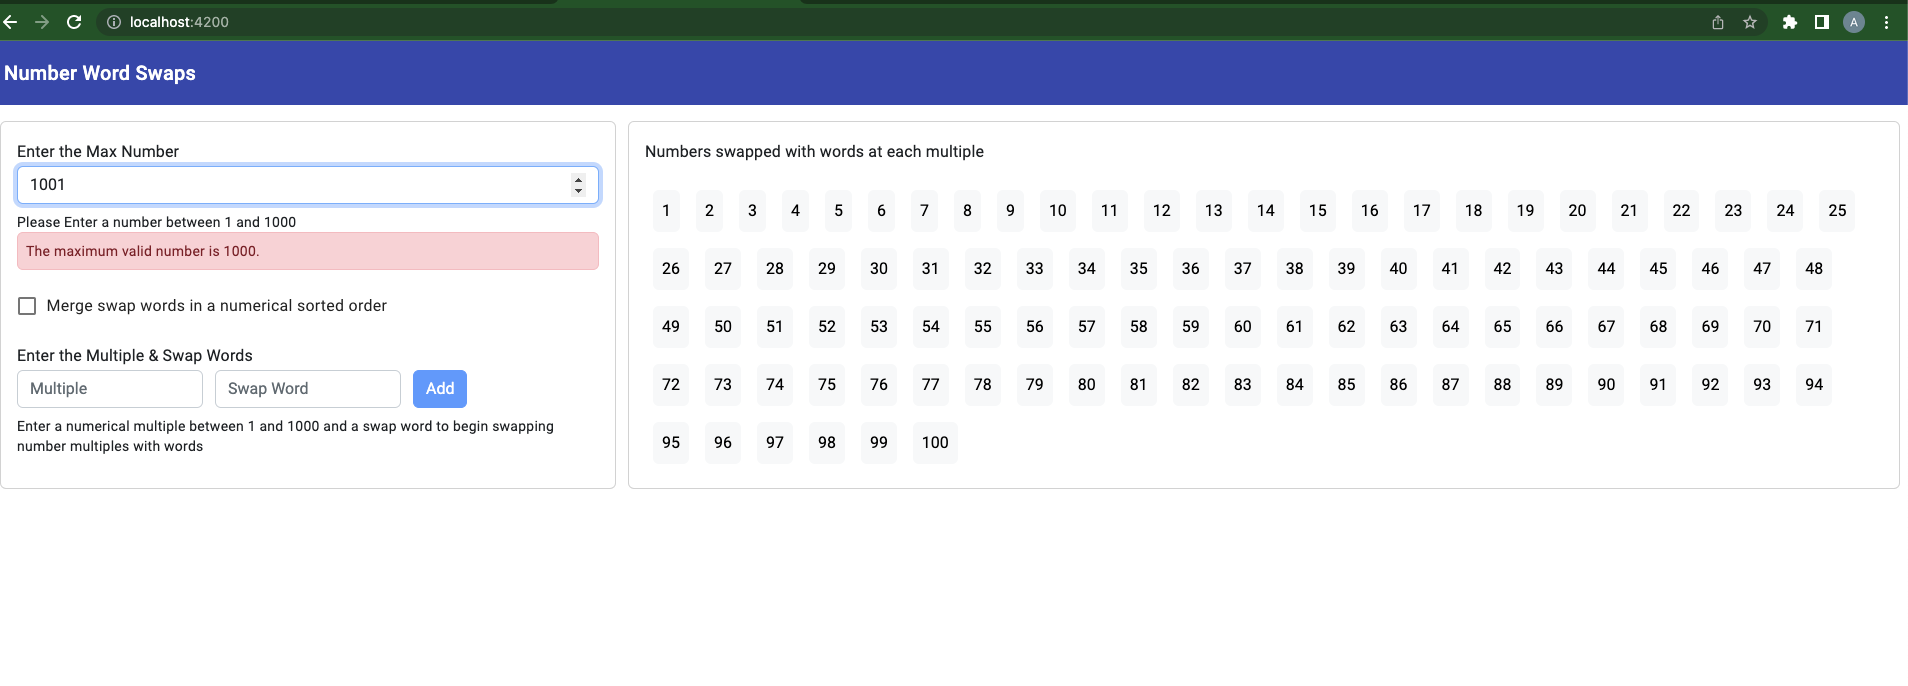 localhost:4200
A
Number Word Swaps
Enter the Max Number
1001
Please Enter a number between 1 and 1000
The maximum valid number is 1000.
Merge swap words in a numerical sorted order
Enter the Multiple & Swap Words
Multiple Swap Word Add
Enter a numerical multiple between 1 and 1000 and a swap word to begin swapping
number multiples with words
Numbers swapped with words at each multiple
1 2 3 4 5 6 7 8 9 10 11 12 13 14 15 16 17 18 19 20 21 22 23 24 25
26 27 28 29 30 31 32 33 34 35 36 37 38 39 40 41 42 43 44 45 46 47 48
49 50 51 52 53 54 55 56 57 58 59 60 61 62 63 64 65 66 67 68 69 70 71
72 73 74 75 76 77 78 79 80 81 82 83 84 85 86 87 88 89 90 91 92 93 94
95 96 97 98 99 100